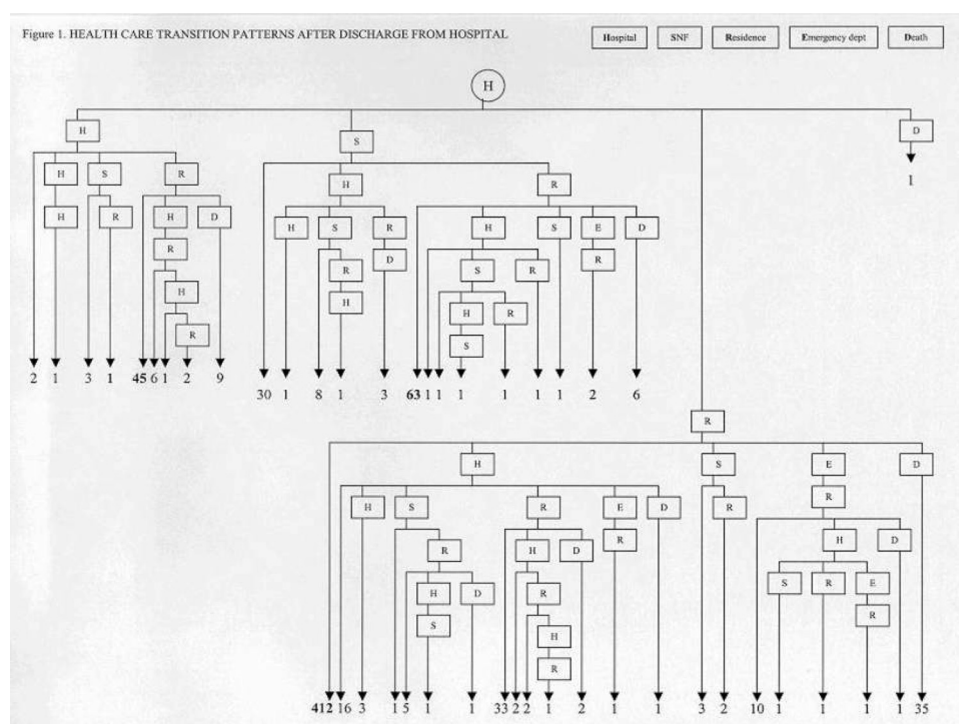 Figure 1. HEALTH CARE TRANSITION PATTERNS AFTER DISCHARGE FROM HOSPITAL
Hospital SNF Residence Emergency dept Death
H
H S D
H S R H R 1
H R H D H S R H S E D
R R D S R R
H H H R
R S
2 1 3 1 45 6 1 2 9 30 1 8 1 3 63 1 1 1 1 1 1 2 6
R
H S E D
H S R E D R R
R H D R H D
H D R S R E
S H R
R
412 16 3 1 5 1 1 33 2 2 1 2 1 1 3 2 10 1 1 1 1 35